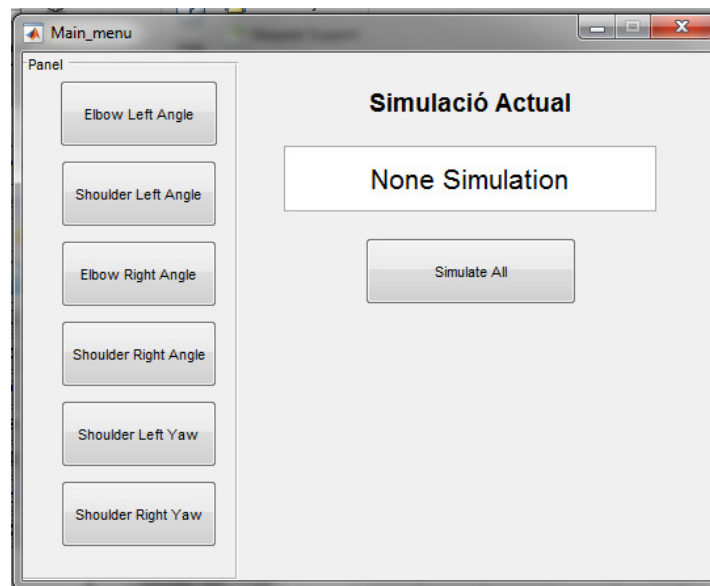 Main_menu
Panel
Elbow Left Angle
Shoulder Left Angle
Elbow Right Angle
Shoulder Right Angle
Shoulder Left Yaw
Shoulder Right Yaw
Simulació Actual
None Simulation
Simulate All